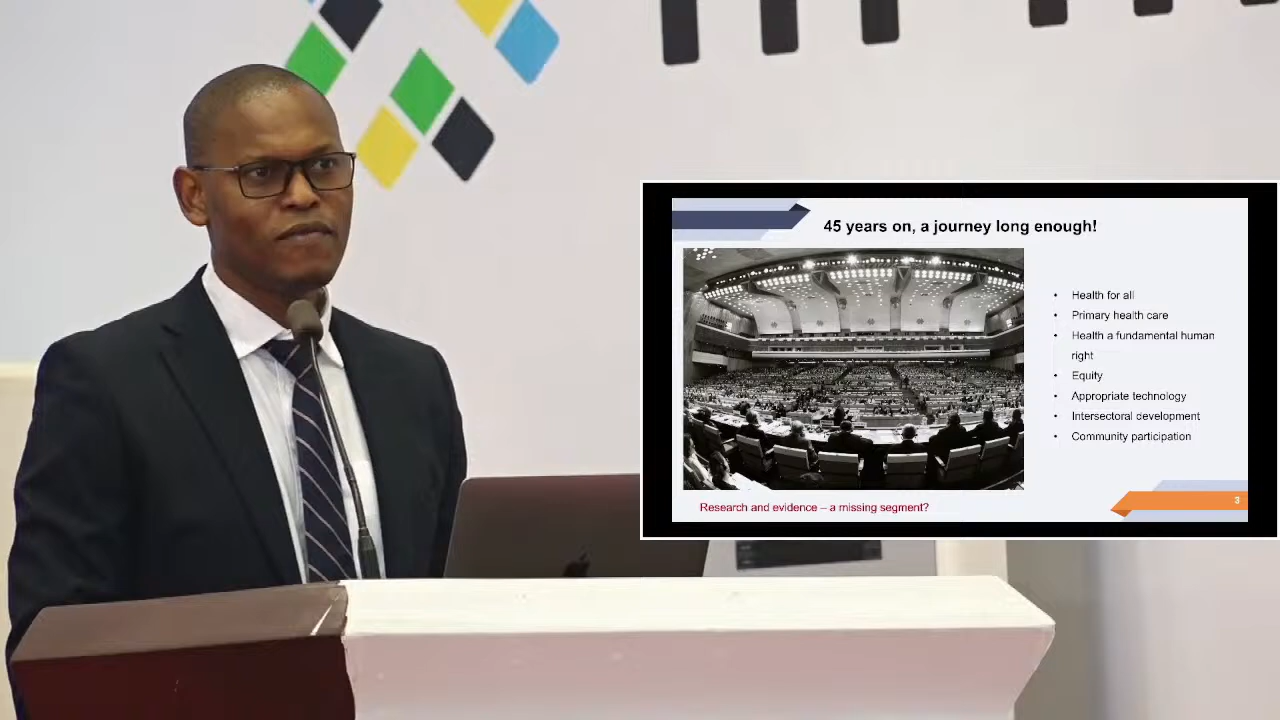 45 years on, a journey long enough!
• Health for all
• Primary health care
• Health a fundamental human
right
• Equity
• Appropriate technology
• Intersectoral development
• Community participation
Research and evidence – a missing segment?
3